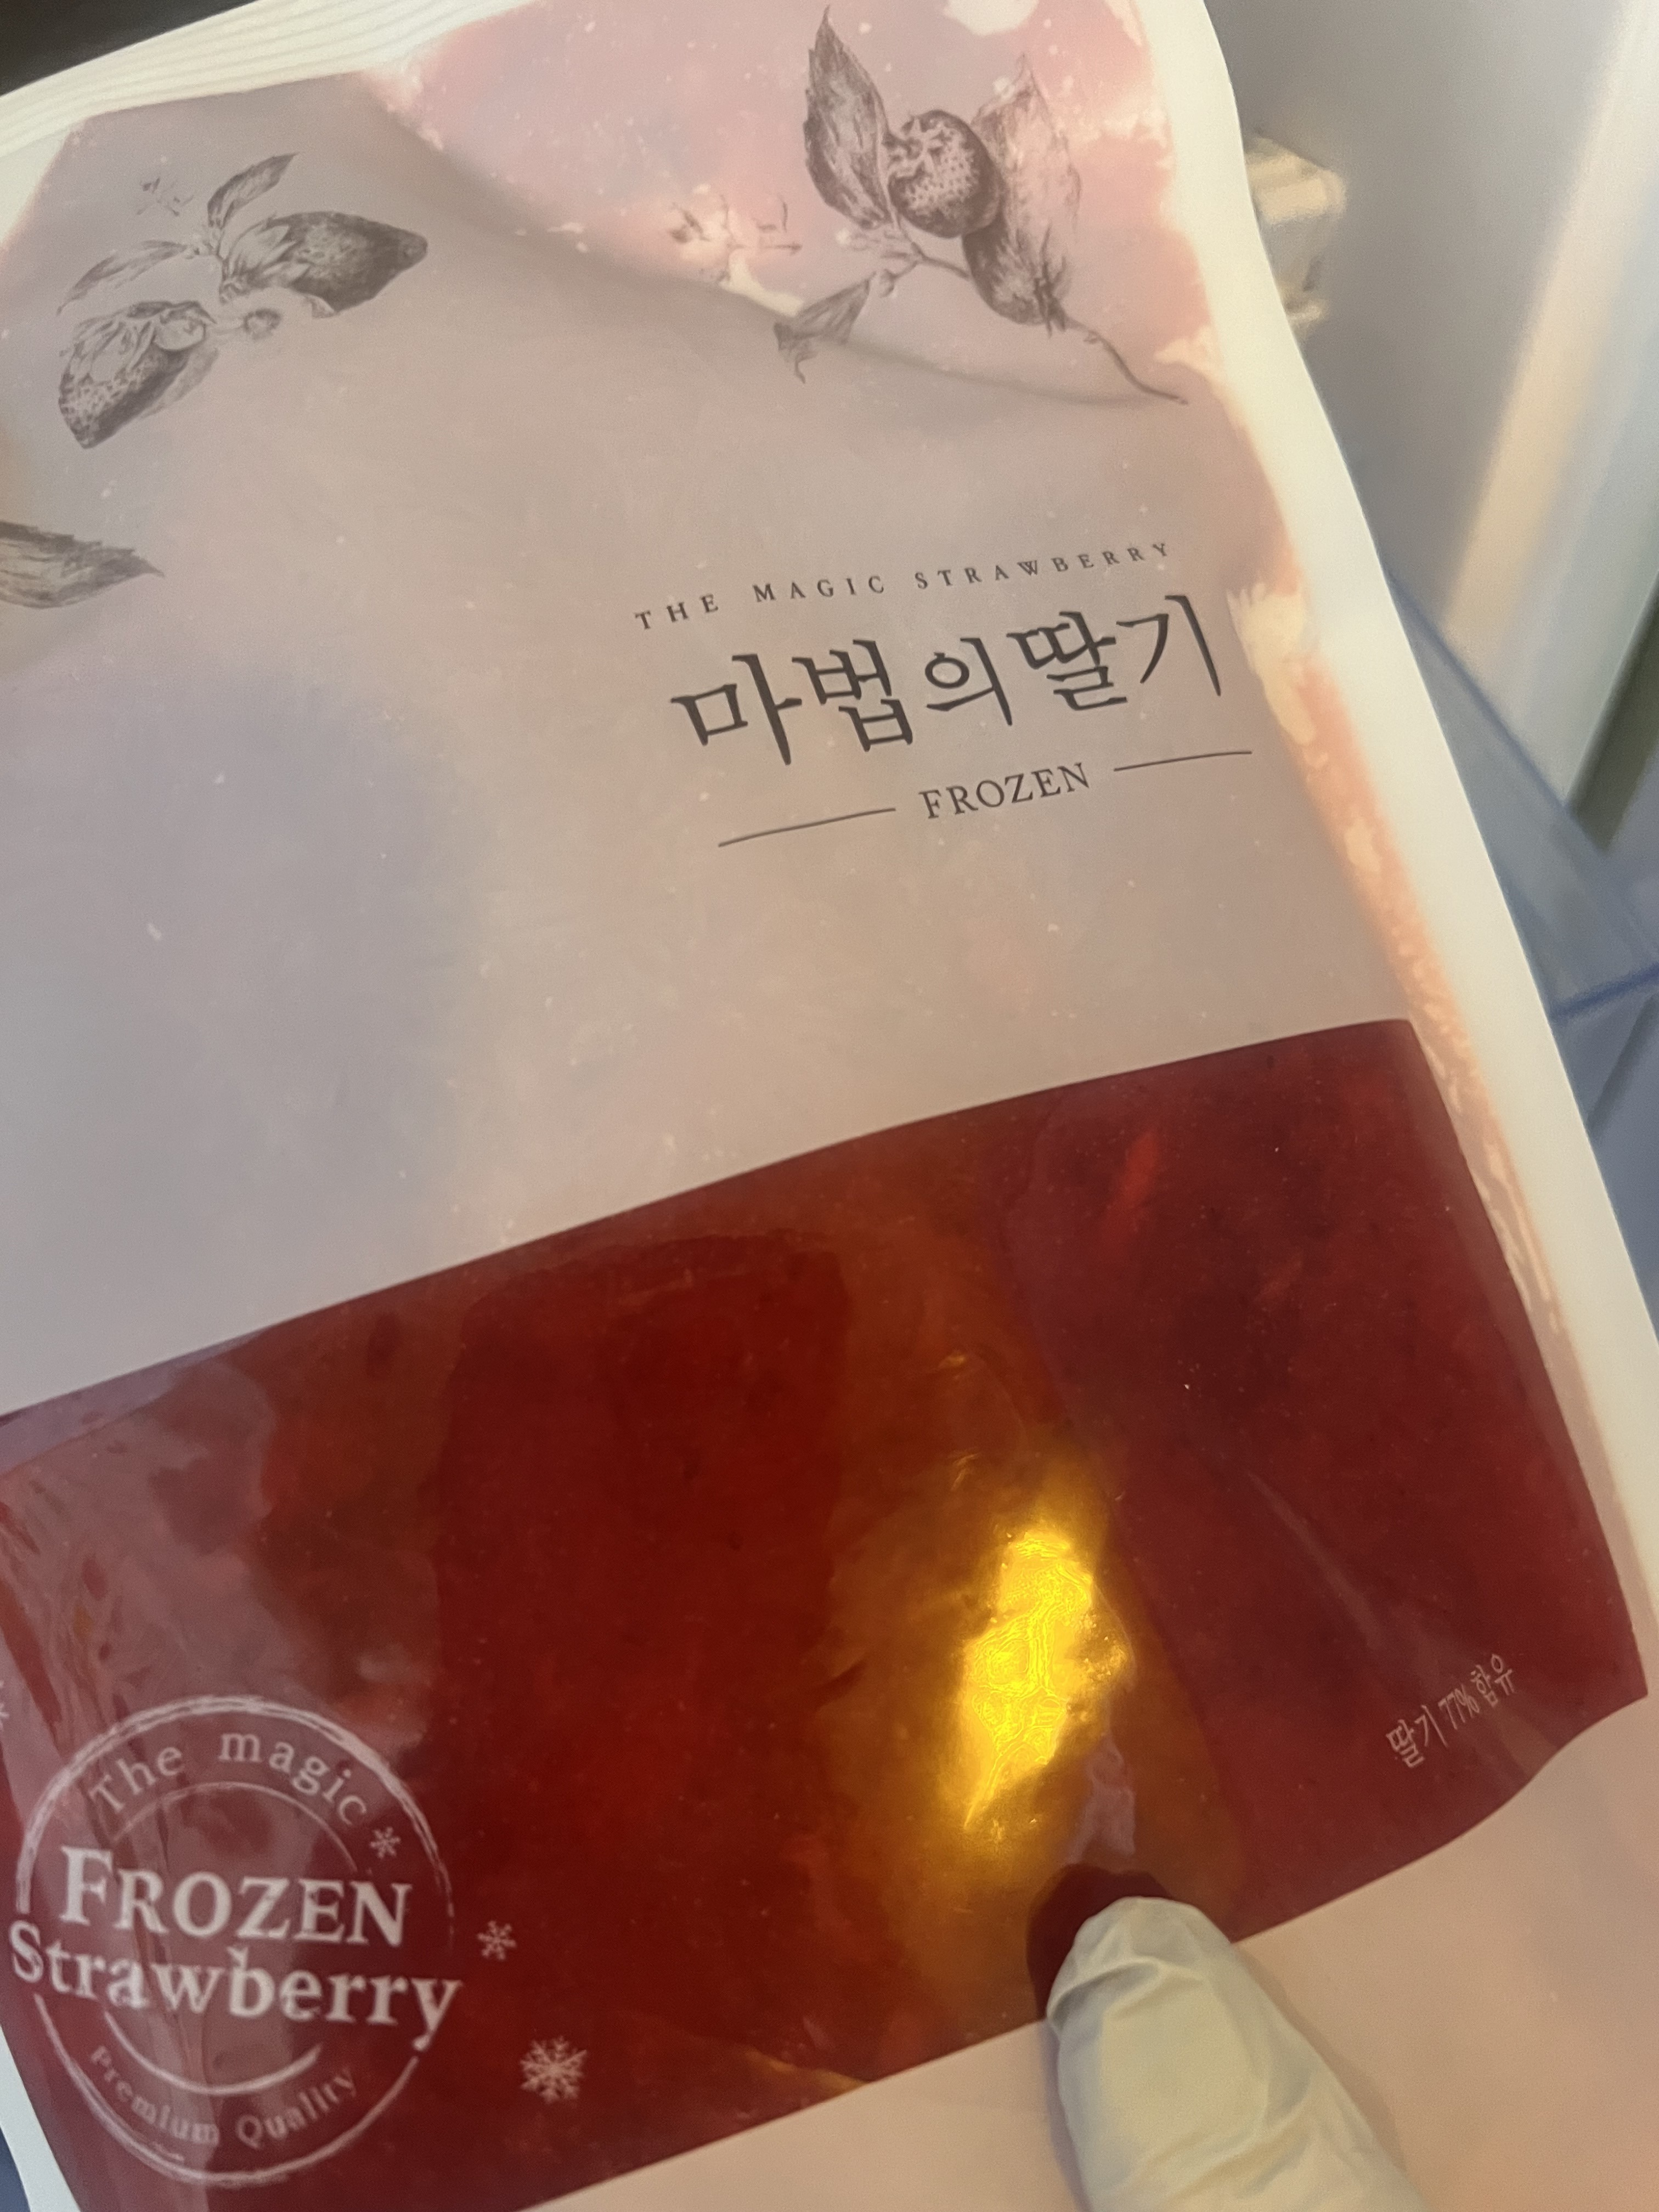 THE MAGIC STRAWBERRY
마법의딸기
FROZEN
딸기 77% 함유
The magic
FROZEN
Strawberry
Premium Quality